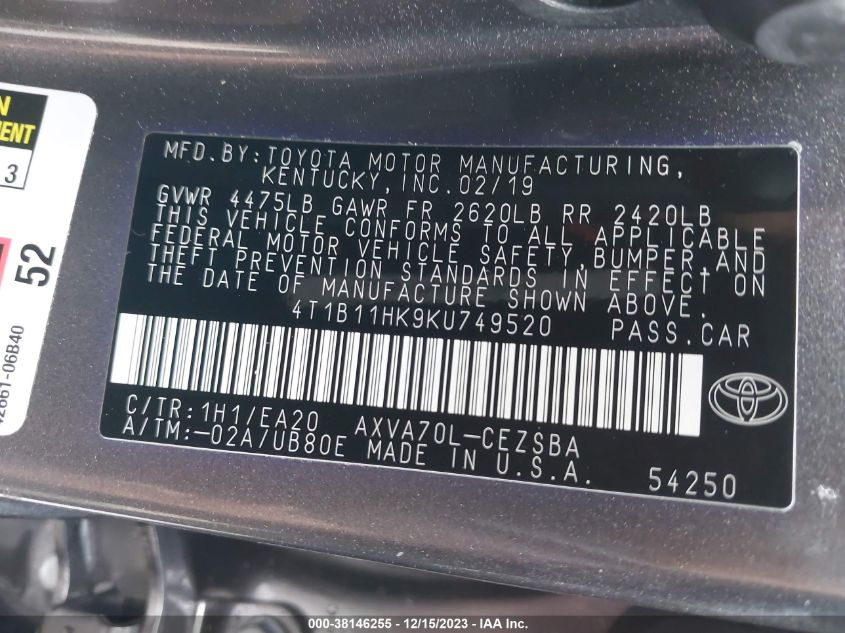 N
MENT
3
52
42661-06B40
MFD.BY:TOYOTA MOTOR MANUFACTURING,
KENTUCKY,INC.02/19
GVWR 4475LB GAWR FR 2620LB RR 2420LB
THIS VEHICLE CONFORMS TO ALL APPLICABLE
FEDERAL MOTOR VEHICLE SAFETY,BUMPER,AND
THEFT PREVENTION STANDARDS IN EFFECT ON
THE DATE OF MANUFACTURE SHOWN ABOVE.
4T1B11HK9KU749520 PASS.CAR
C/TR:1H1/EA20 AXVA70L-CEZSBA
A/TM:-02A/UB80E MADE IN U.S.A. 54250
000-38146255 - 12/15/2023 - IAA Inc.